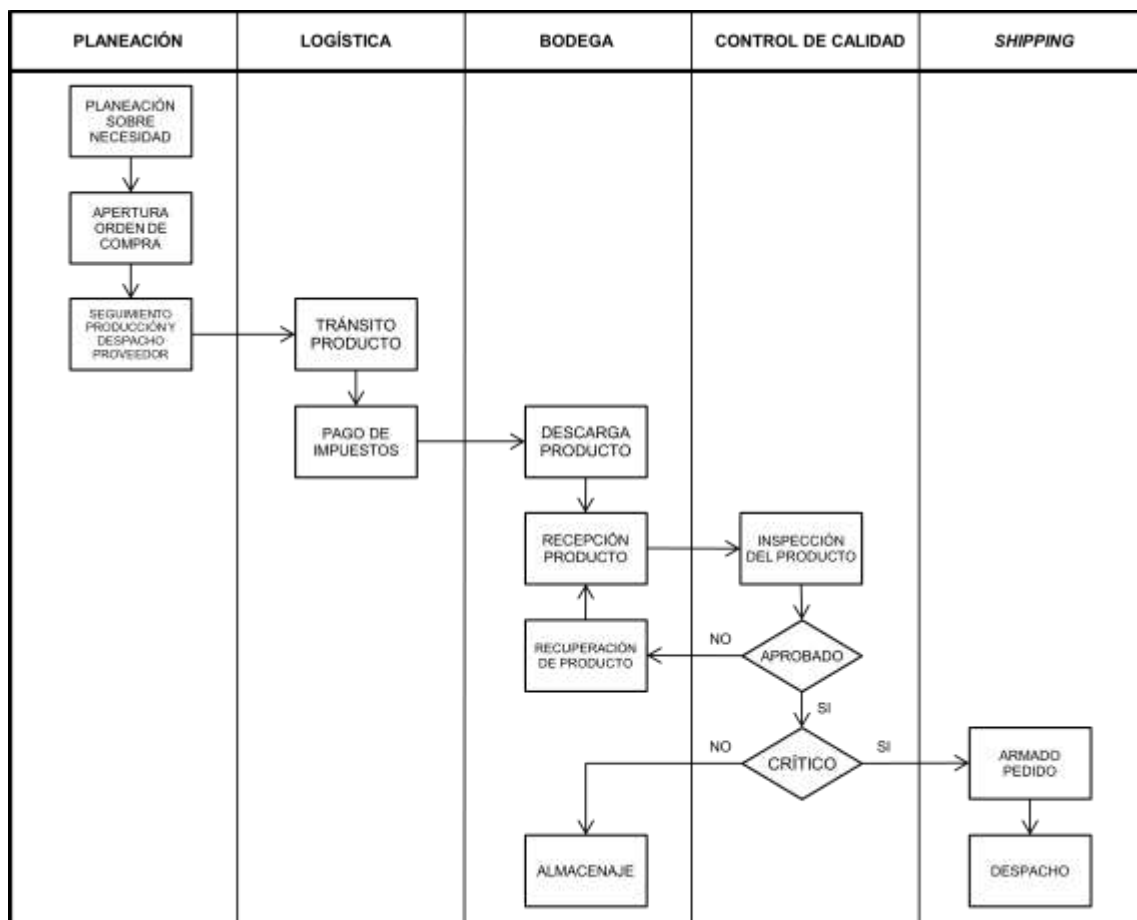 PLANEACIÓN
LOGÍSTICA
BODEGA
CONTROL DE CALIDAD
SHIPPING
PLANEACIÓN
SOBRE
NECESIDAD
APERTURA
ORDEN DE
COMPRA
SEGUIMIENTO
PRODUCCIÓN Y
DESPACHO
PROVEEDOR
TRÁNSITO
PRODUCTO
PAGO DE
IMPUESTOS
DESCARGA
PRODUCTO
RECEPCIÓN
PRODUCTO
INSPECCIÓN
DEL PRODUCTO
RECUPERACIÓN
DE PRODUCTO
NO
APROBADO
SI
NO
CRÍTICO
SI
ARMADO
PEDIDO
ALMACENAJE
DESPACHO